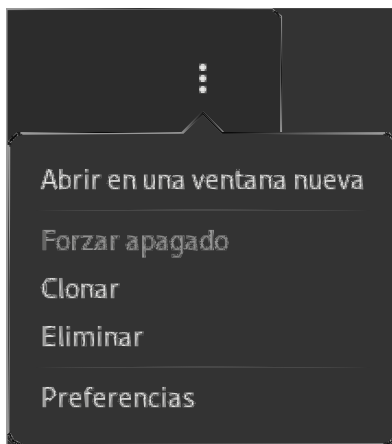 Abrir en una ventana nueva
Forzar apagado
Clonar
Eliminar
Preferencias